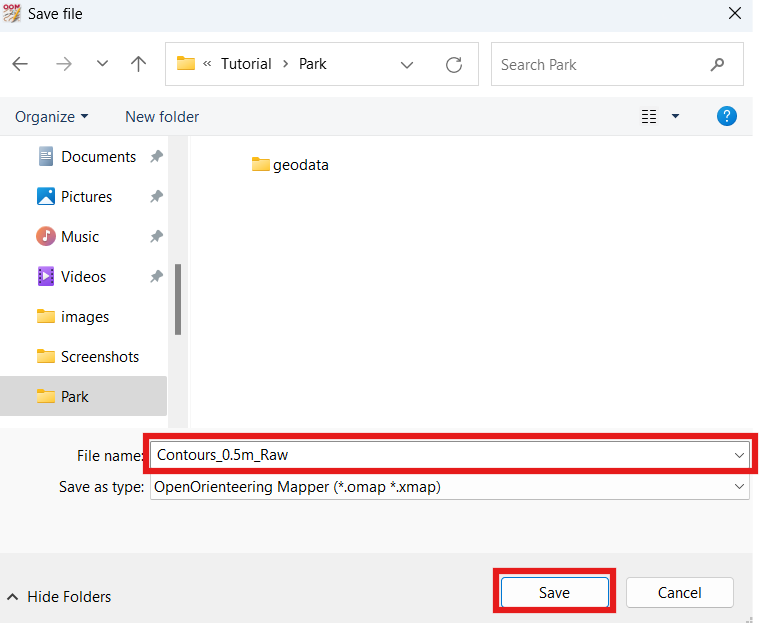 OOM Save file
« Tutorial > Park
Search Park
Organize
New folder
?
Documents
Pictures
Music
Videos
images
Screenshots
Park
geodata
File name: Contours_0.5m_Raw
Save as type: OpenOrienteering Mapper (*.omap *.xmap)
Hide Folders
Save
Cancel